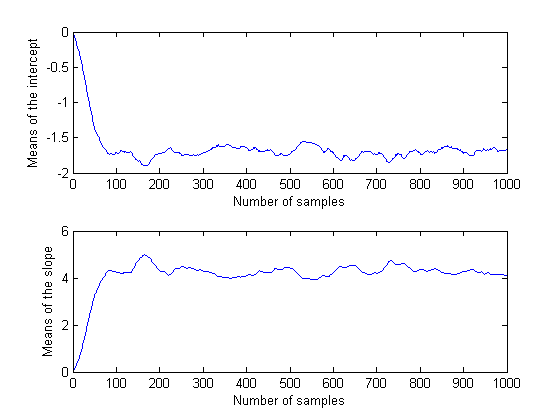 Means of the intercept
0
-0.5
-1
-1.5
-2
0 100 200 300 400 500 600 700 800 900 1000
Number of samples
Means of the slope
6
4
2
0
0 100 200 300 400 500 600 700 800 900 1000
Number of samples